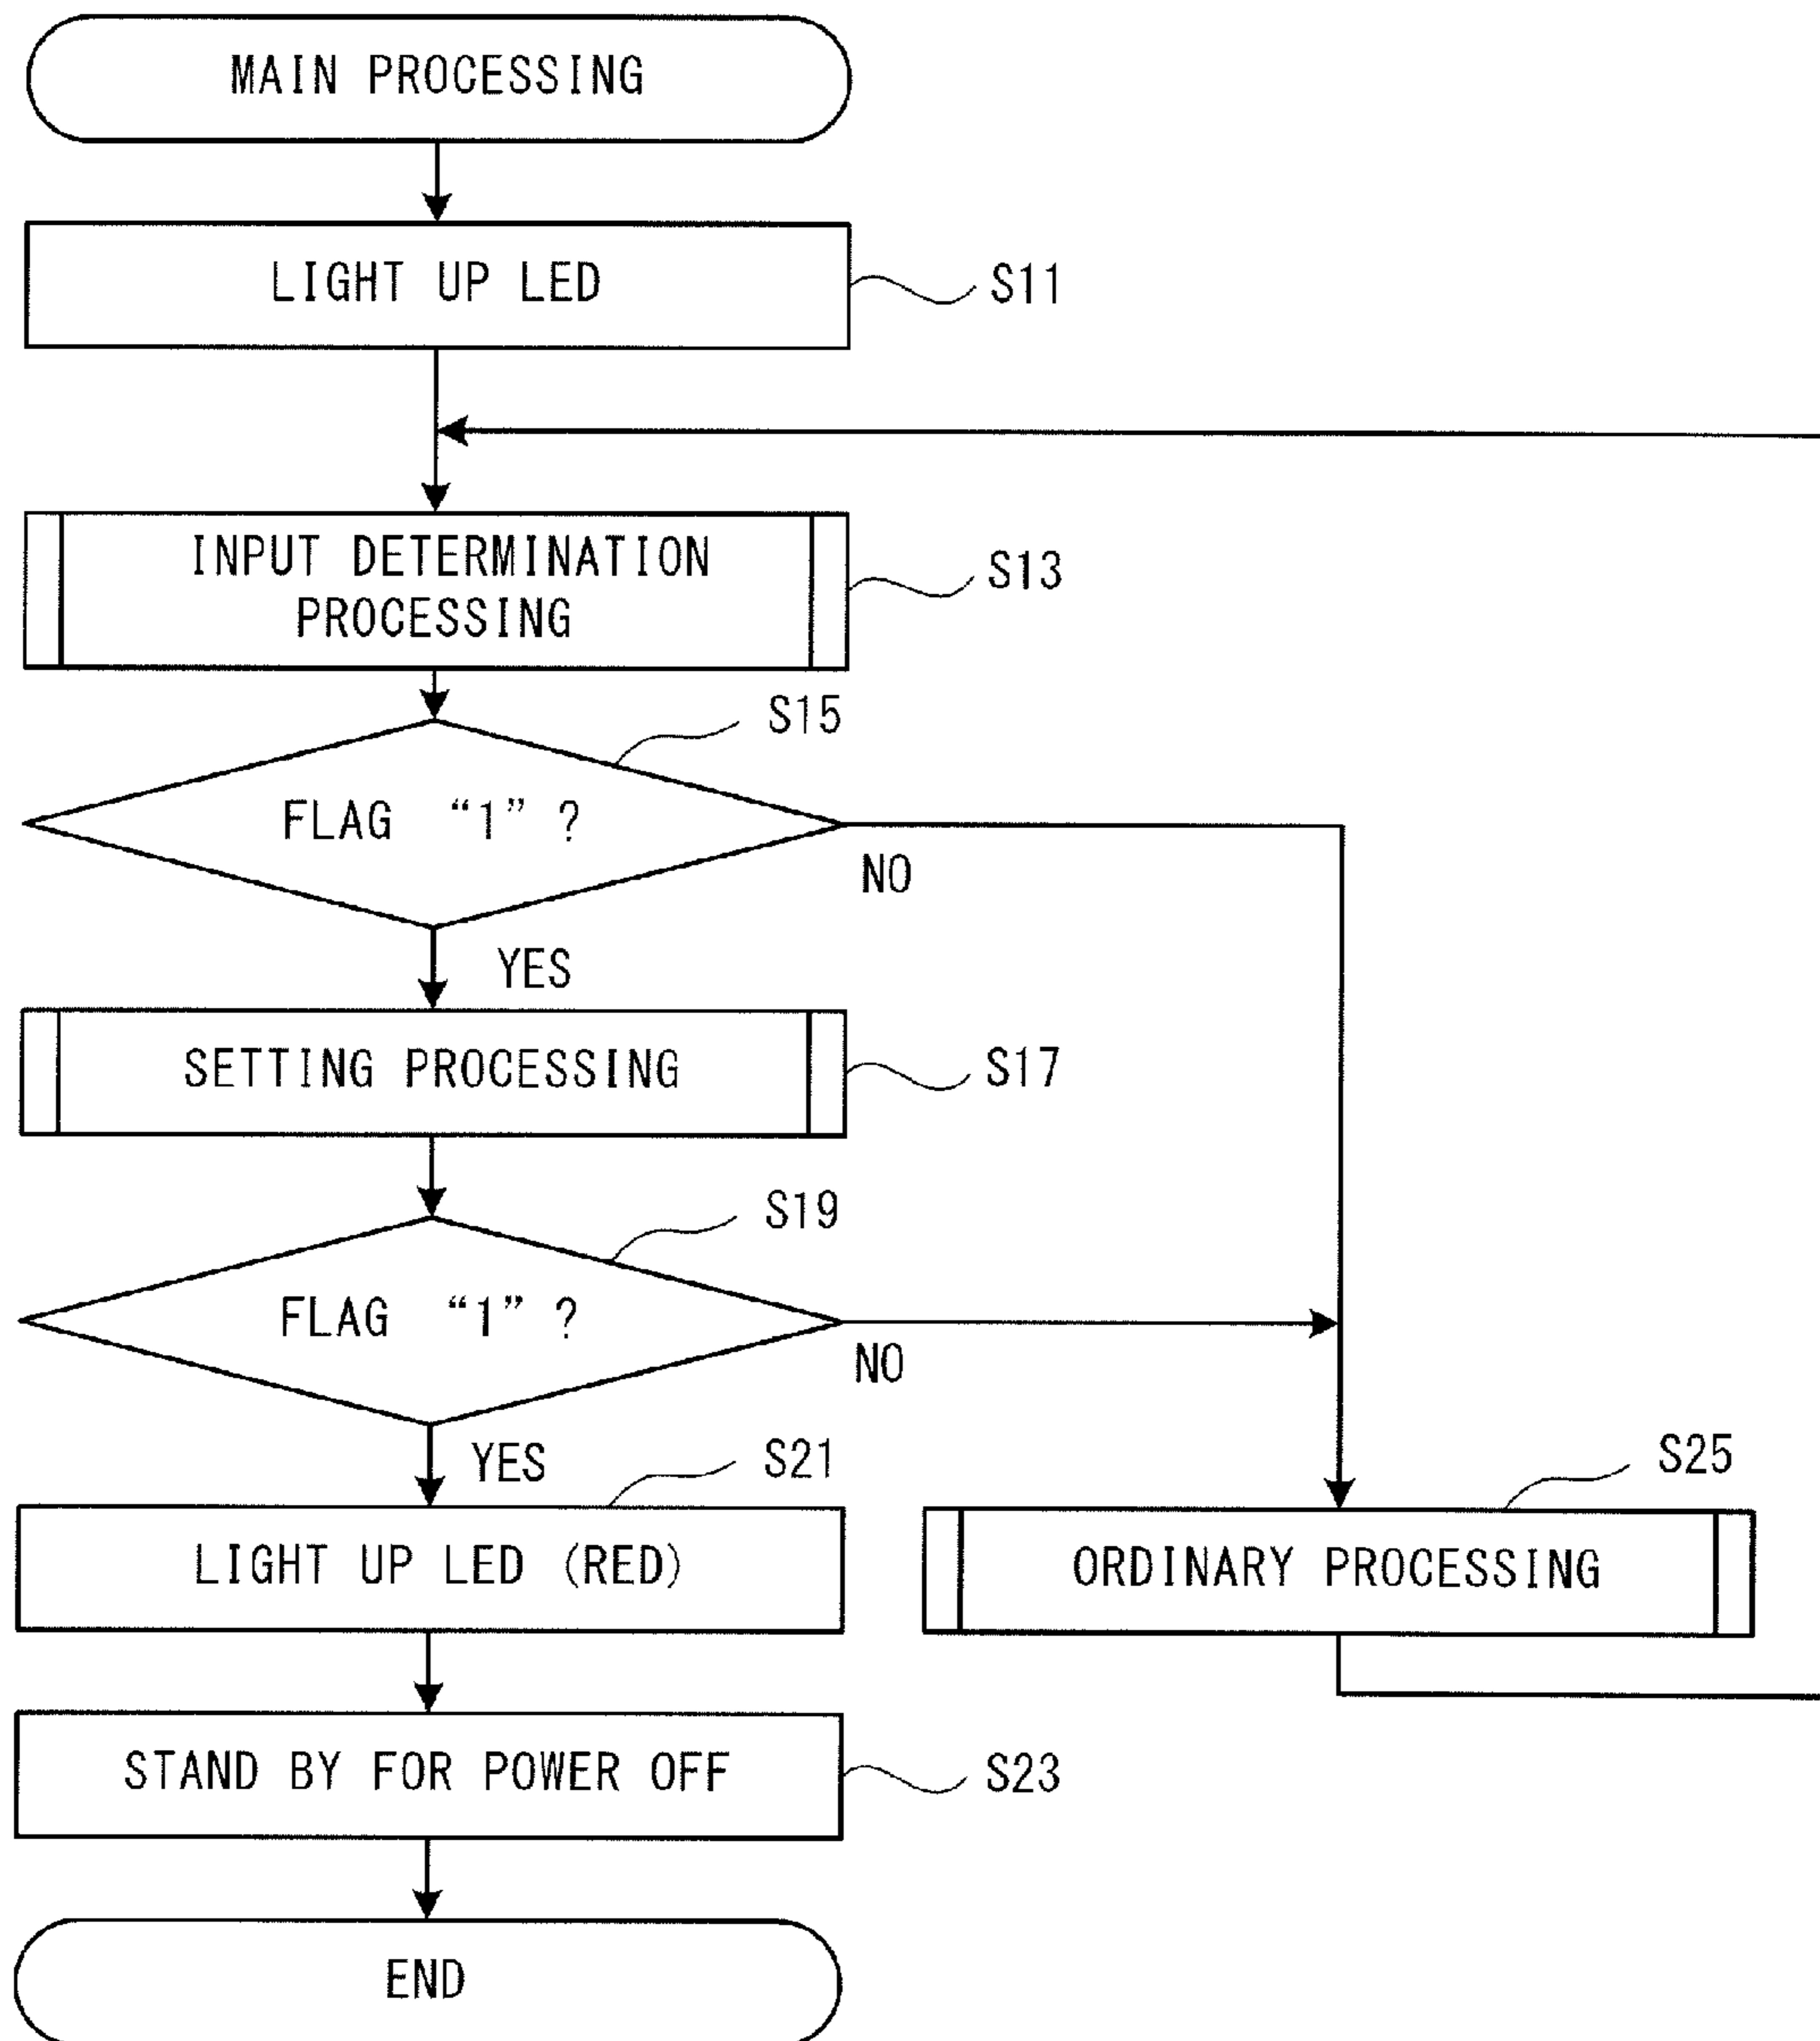 MAIN PROCESSING
LIGHT UP LED
S11
INPUT DETERMINATION
PROCESSING
S13
S15
FLAG “1” ?
NO
YES
SETTING PROCESSING
S17
S19
FLAG “1” ?
NO
YES
S21
LIGHT UP LED (RED)
S25
ORDINARY PROCESSING
STAND BY FOR POWER OFF
S23
END